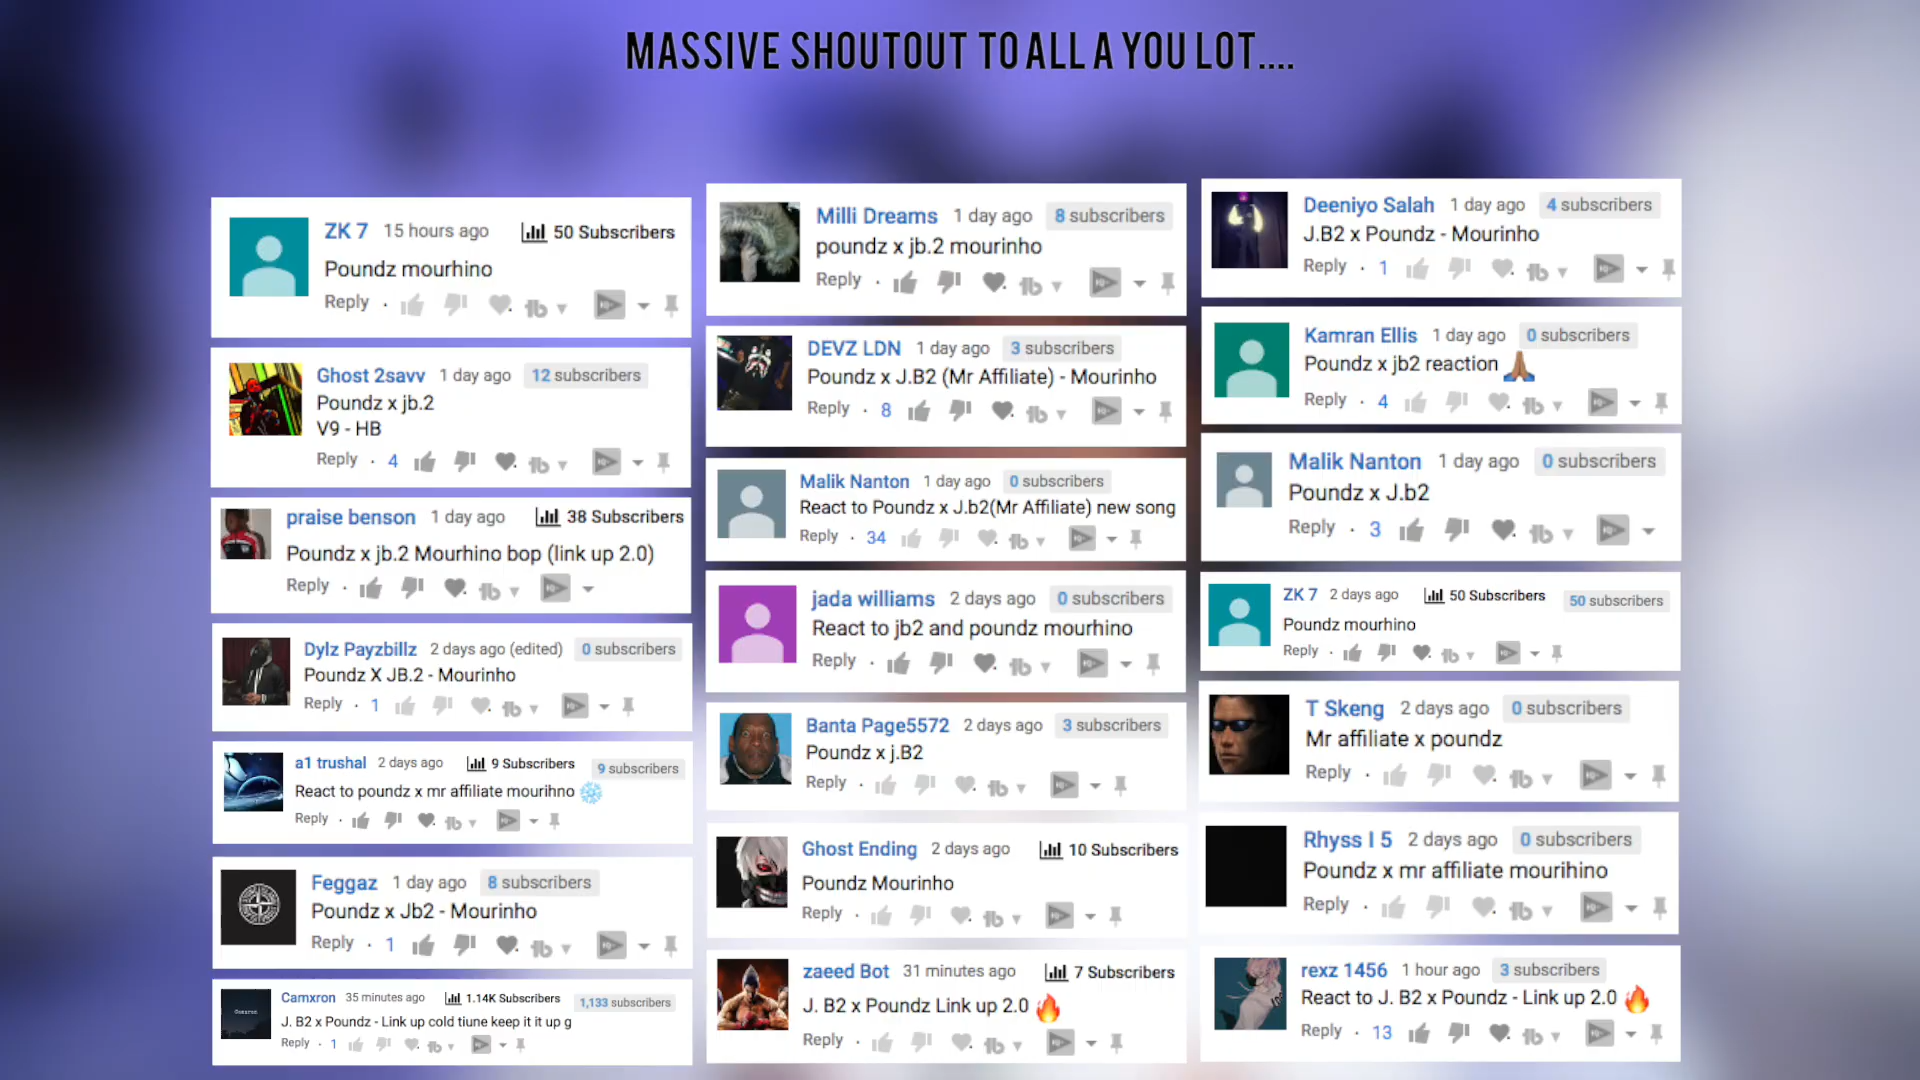 MASSIVE SHOUTOUT TO ALL A YOU LOT....
ZK 7 15 hours ago 50 Subscribers
Poundz mourhino
Reply
Ghost 2savv 1 day ago 12 subscribers
Poundz x jb.2
V9 - HB
Reply · 4
praise benson 1 day ago 38 Subscribers
Poundz x jb.2 Mourhino bop (link up 2.0)
Reply
Dylz Payzbillz 2 days ago (edited) 0 subscribers
PoundZ X JB.2 - Mourinho
Reply · 1
a1 trushal 2 days ago 9 Subscribers 9 subscribers
React to poundz x mr affiliate mourihno ❄️
Reply
Feggaz 1 day ago 8 subscribers
Poundz x Jb2 - Mourinho
Reply · 1
Camxron 35 minutes ago 1.14K Subscribers 1,133 subscribers
J. B2 x Poundz - Link up cold tiune keep it it up g
Reply · 1
Milli Dreams 1 day ago 8 subscribers
poundz x jb.2 mourinho
Reply
DEVZ LDN 1 day ago 3 subscribers
Poundz x J.B2 (Mr Affiliate) - Mourinho
Reply · 8
Malik Nanton 1 day ago 0 subscribers
React to Poundz x J.b2(Mr Affiliate) new song
Reply · 34
jada williams 2 days ago 0 subscribers
React to jb2 and poundz mourhino
Reply
Banta Page5572 2 days ago 3 subscribers
Poundz x j.B2
Reply
Ghost Ending 2 days ago 10 Subscribers
Poundz Mourinho
Reply
zaeed Bot 31 minutes ago 7 Subscribers
J. B2 x Poundz Link up 2.0 🔥
Reply
Deeniyo Salah 1 day ago 4 subscribers
J.B2 x Poundz - Mourinho
Reply · 1
Kamran Ellis 1 day ago 0 subscribers
Poundz x jb2 reaction 🙏🏽
Reply · 4
Malik Nanton 1 day ago 0 subscribers
Poundz x J.b2
Reply · 3
ZK 7 2 days ago 50 Subscribers 50 subscribers
Poundz mourhino
Reply
T Skeng 2 days ago 0 subscribers
Mr affiliate x poundz
Reply
Rhyss I 5 2 days ago 0 subscribers
Poundz x mr affiliate mourihino
Reply
rexz 1456 1 hour ago 3 subscribers
React to J. B2 x Poundz - Link up 2.0 🔥
Reply · 13